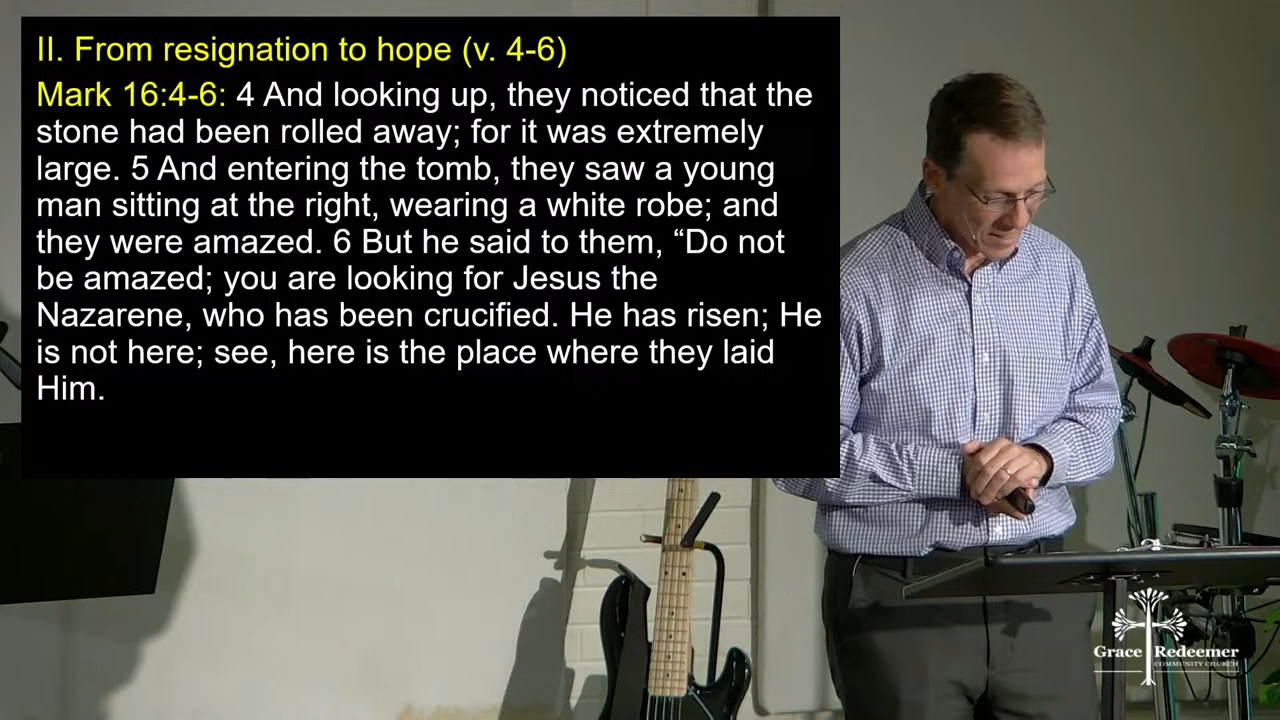 II. From resignation to hope (v. 4-6)
Mark 16:4-6: 4 And looking up, they noticed that the
stone had been rolled away; for it was extremely
large. 5 And entering the tomb, they saw a young
man sitting at the right, wearing a white robe; and
they were amazed. 6 But he said to them, “Do not
be amazed; you are looking for Jesus the
Nazarene, who has been crucified. He has risen; He
is not here; see, here is the place where they laid
Him.
Grace Redeemer
COMMUNITY CHURCH